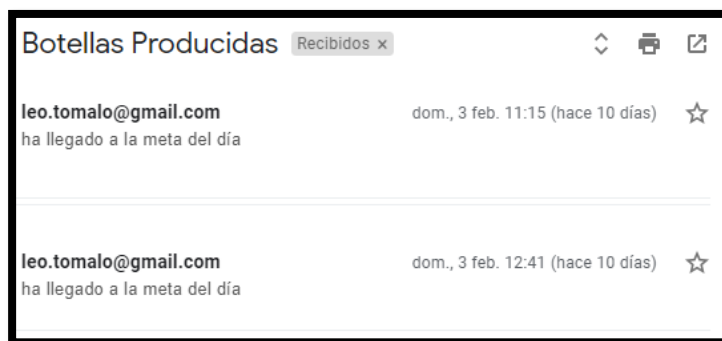 Botellas Producidas Recibidos x
leo.tomalo@gmail.com dom., 3 feb. 11:15 (hace 10 días)
ha llegado a la meta del día
leo.tomalo@gmail.com dom., 3 feb. 12:41 (hace 10 días)
ha llegado a la meta del día